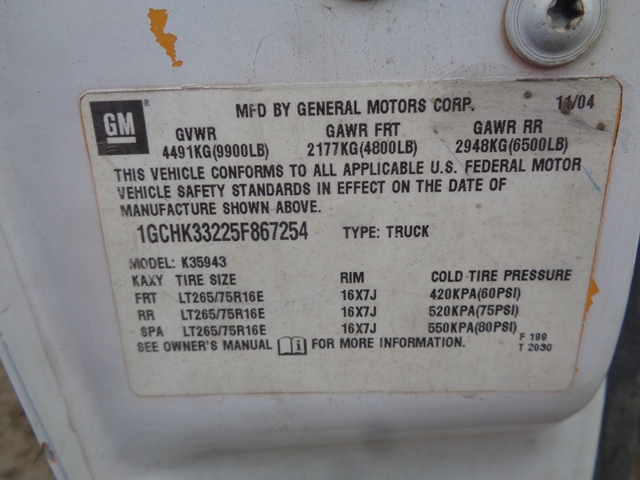 GM
MFD BY GENERAL MOTORS CORP. 11/04
GVWR GAWR FRT GAWR RR
4491KG(9900LB) 2177KG(4800LB) 2948KG(6500LB)
THIS VEHICLE CONFORMS TO ALL APPLICABLE U.S. FEDERAL MOTOR
VEHICLE SAFETY STANDARDS IN EFFECT ON THE DATE OF
MANUFACTURE SHOWN ABOVE.
1GCHK33225F867254 TYPE: TRUCK
MODEL: K35943
KAXY TIRE SIZE RIM COLD TIRE PRESSURE
FRT LT265/75R16E 16X7J 420KPA(60PSI)
RR LT265/75R16E 16X7J 520KPA(75PSI)
SPA LT265/75R16E 16X7J 550KPA(80PSI)
SEE OWNER'S MANUAL FOR MORE INFORMATION.
F 199
T 2030